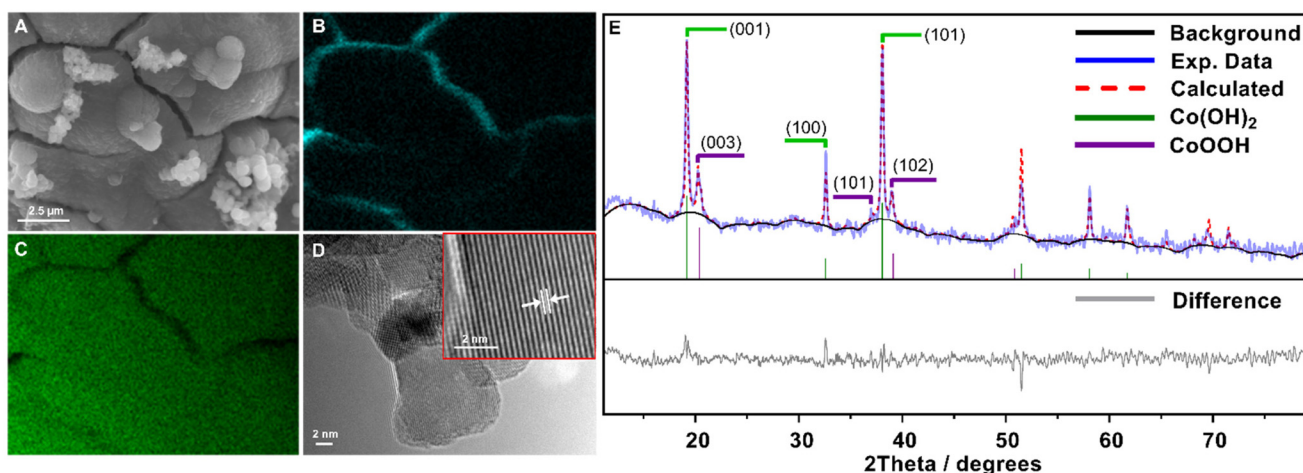 A
2.5 µm
B
C
D
2 nm
2 nm
E
(001)
(003)
(100)
(101)
(101)
(102)
Background
Exp. Data
Calculated
Co(OH)2
CoOOH
Difference
20 30 40 50 60 70
2Theta / degrees